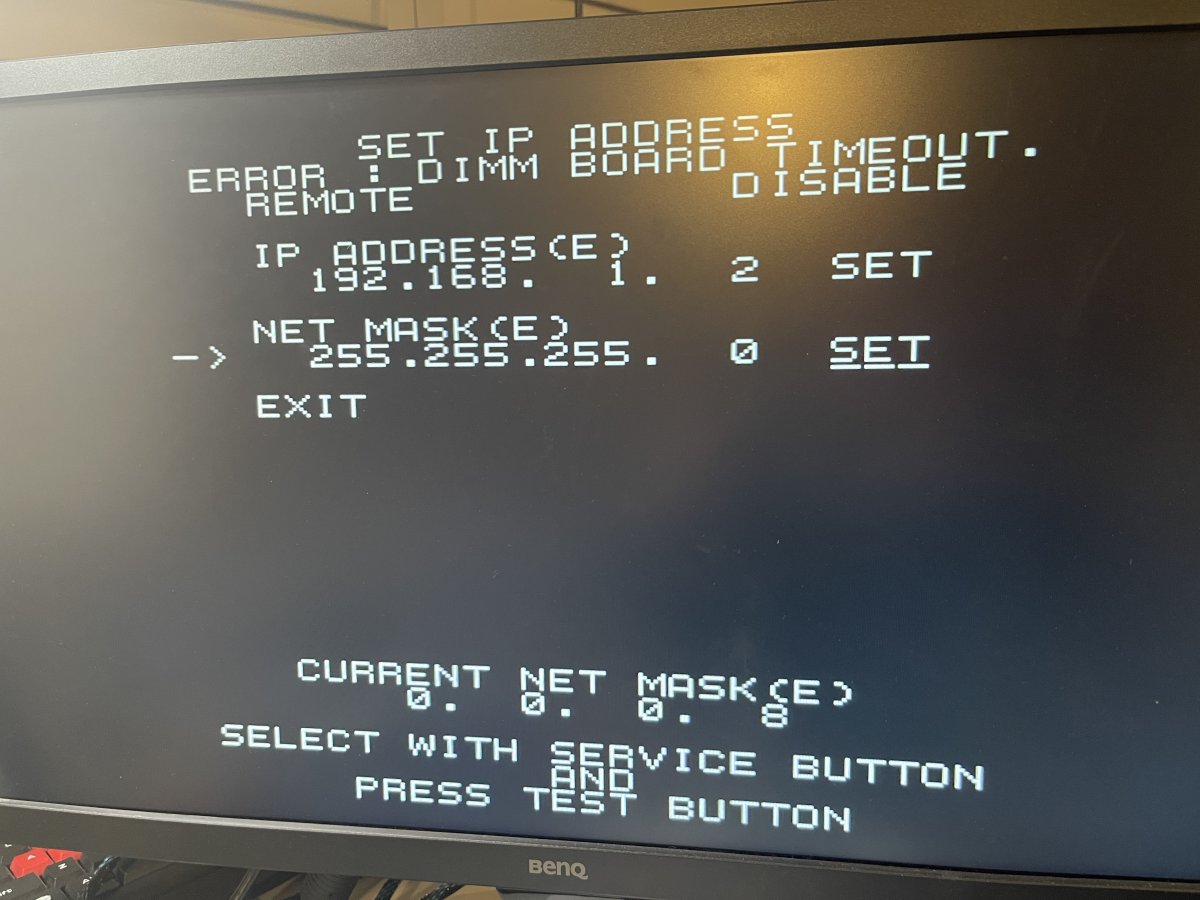 SET IP ADDRESS
ERROR : DIMM BOARD TIMEOUT.
REMOTE DISABLE
IP ADDRESS(E)
192.168. 1. 2 SET
NET MASK(E)
-> 255.255.255. 0 SET
EXIT
CURRENT NET MASK(E)
0. 0. 0. 8
SELECT WITH SERVICE BUTTON
AND
PRESS TEST BUTTON
BenQ